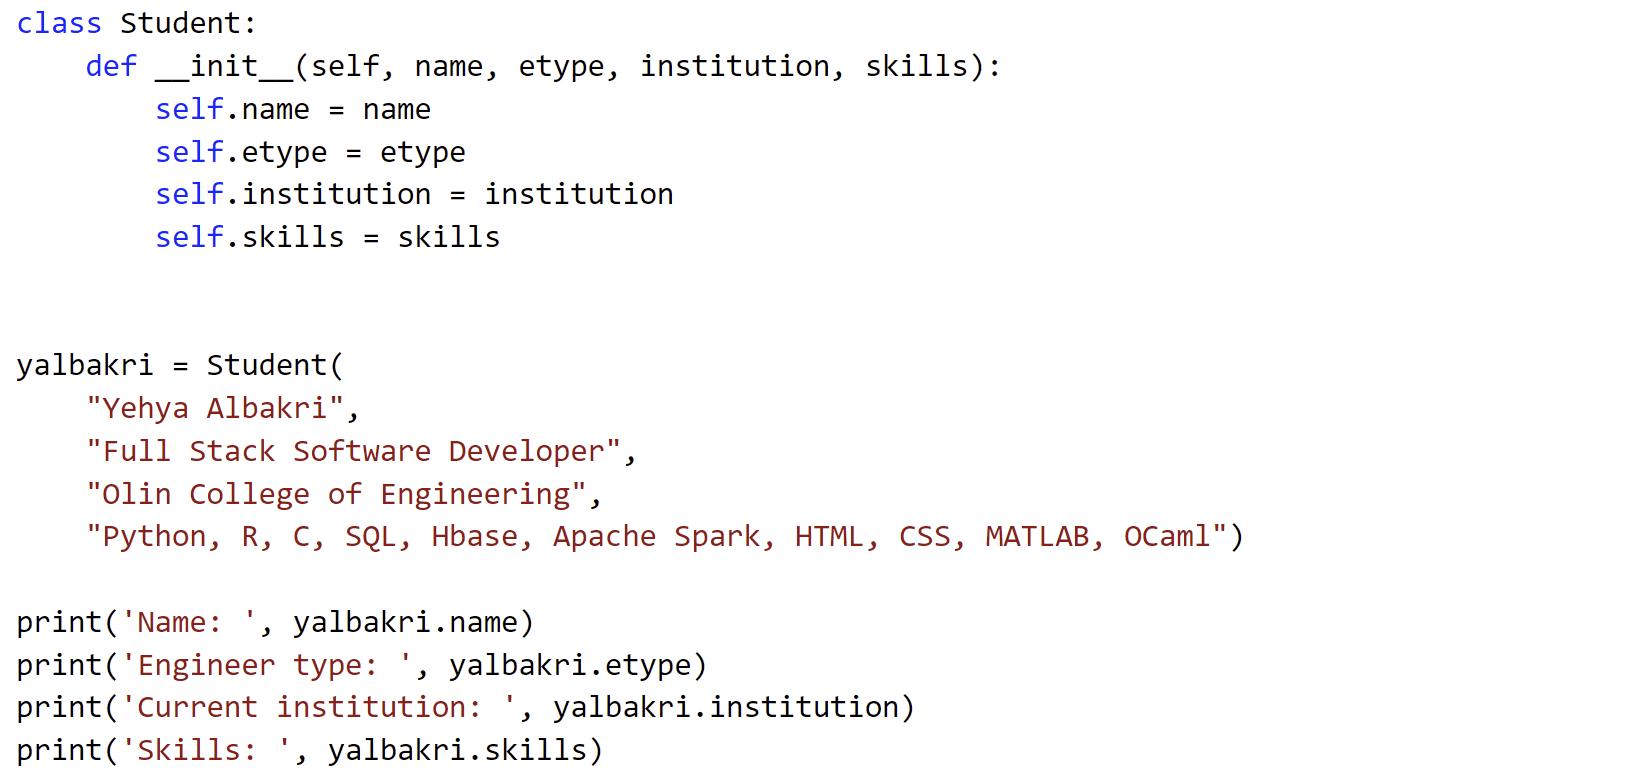 class Student:
    def __init__(self, name, etype, institution, skills):
        self.name = name
        self.etype = etype
        self.institution = institution
        self.skills = skills
yalbakri = Student(
    "Yehya Albakri",
    "Full Stack Software Developer",
    "Olin College of Engineering",
    "Python, R, C, SQL, Hbase, Apache Spark, HTML, CSS, MATLAB, OCaml")
print('Name: ', yalbakri.name)
print('Engineer type: ', yalbakri.etype)
print('Current institution: ', yalbakri.institution)
print('Skills: ', yalbakri.skills)